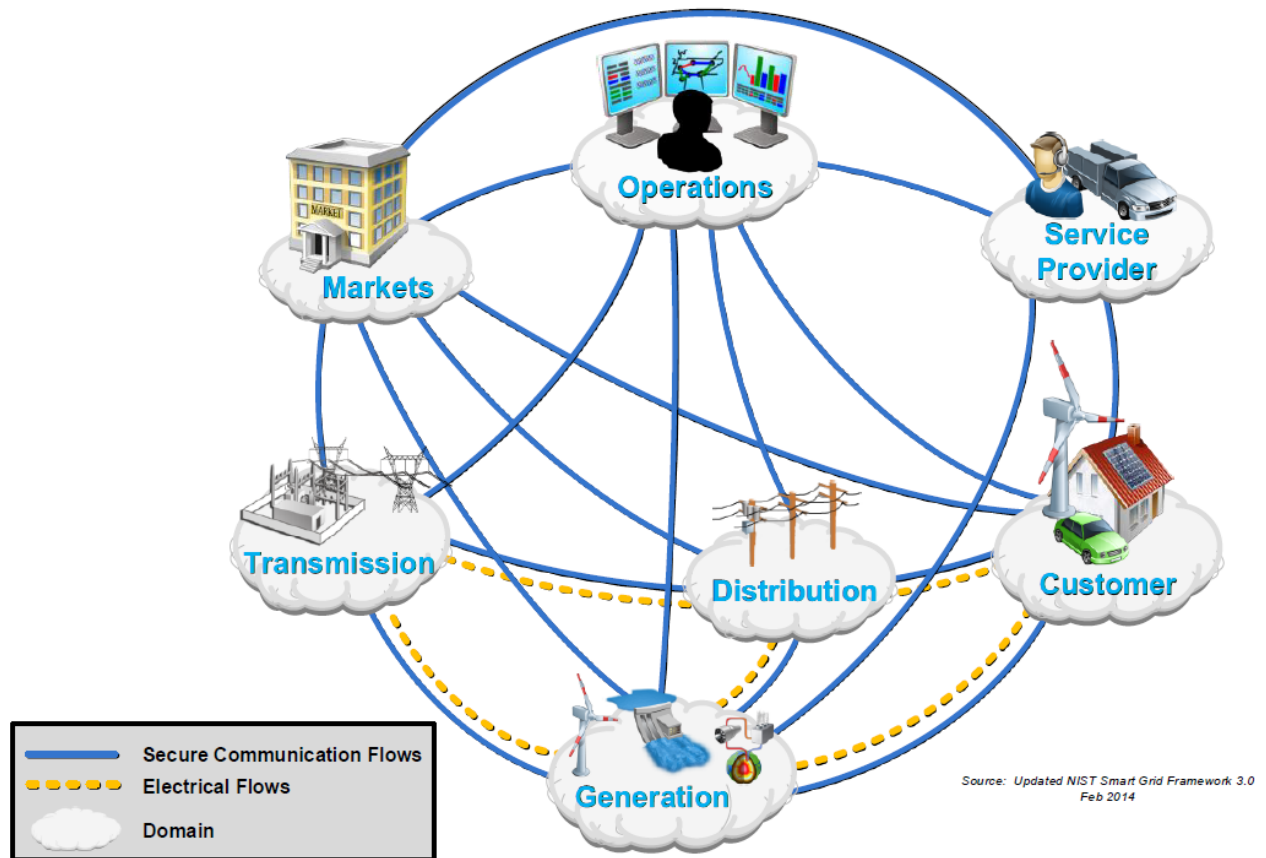 Operations
MARKET
Markets
Service
Provider
Transmission
Distribution
Customer
Generation
Secure Communication Flows
Electrical Flows
Domain
Source: Updated NIST Smart Grid Framework 3.0
Feb 2014